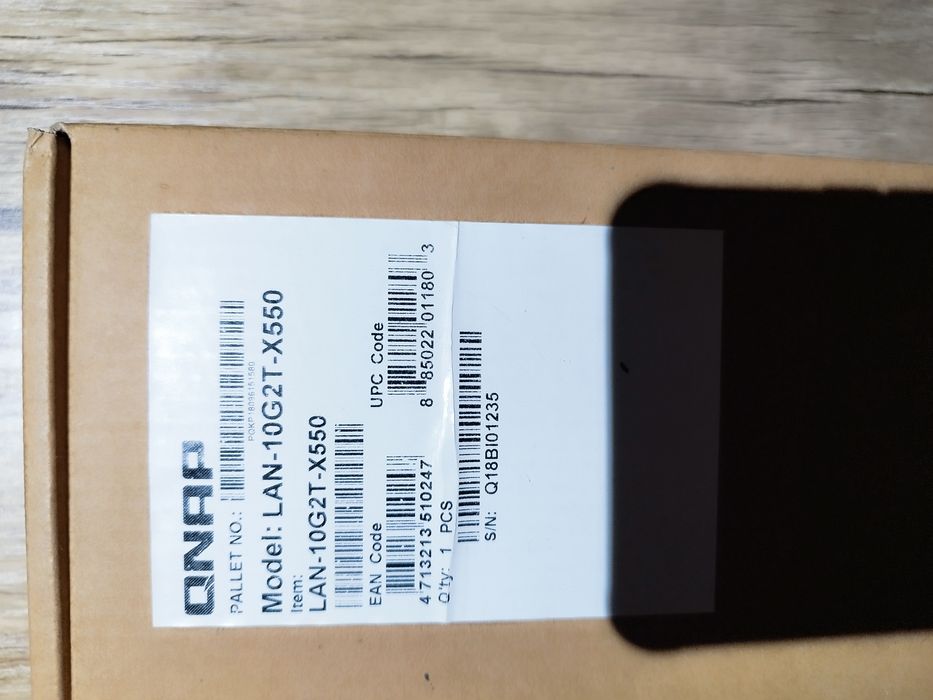 QNAP
PALLET NO.:
PQXP18096151580
Model: LAN-10G2T-X550
Item:
LAN-10G2T-X550
EAN Code
4 713213 510247
UPC Code
8 85022 01180 3
Q'ty: 1 PCS
S/N: Q18BI01235